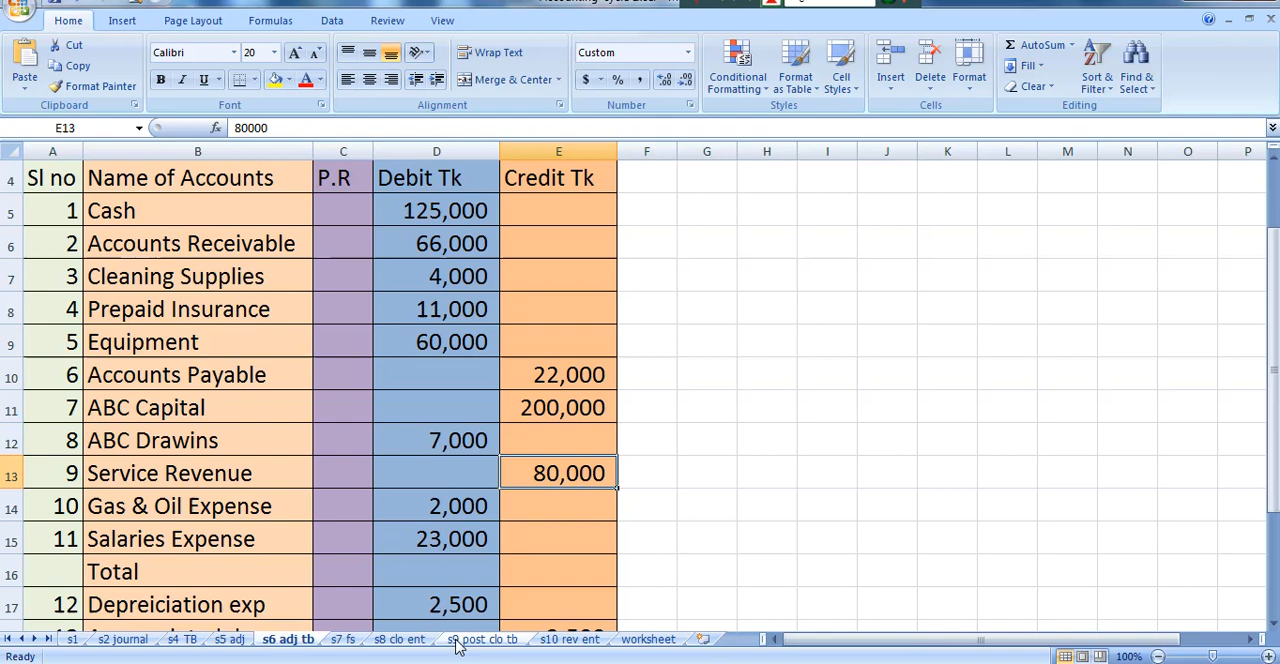 Home Insert Page Layout Formulas Data Review View
Cut
Copy
Format Painter
Paste
Clipboard
Calibri 20
B I U
Font
Wrap Text
Merge & Center
Alignment
Custom
$ % ,
Number
Conditional Formatting
Format as Table
Cell Styles
Styles
Insert Delete Format
Cells
Σ AutoSum
Fill
Clear
Sort & Filter
Find & Select
Editing
E13 fx 80000
A B C D E F G H I J K L M N O P
4 Sl no Name of Accounts P.R Debit Tk Credit Tk
5 1 Cash 125,000
6 2 Accounts Receivable 66,000
7 3 Cleaning Supplies 4,000
8 4 Prepaid Insurance 11,000
9 5 Equipment 60,000
10 6 Accounts Payable 22,000
11 7 ABC Capital 200,000
12 8 ABC Drawins 7,000
13 9 Service Revenue 80,000
14 10 Gas & Oil Expense 2,000
15 11 Salaries Expense 23,000
16 Total
17 12 Depreiciation exp 2,500
s1 s2 journal s4 TB s5 adj s6 adj tb s7 fs s8 clo ent s9 post clo tb s10 rev ent worksheet
Ready 100%